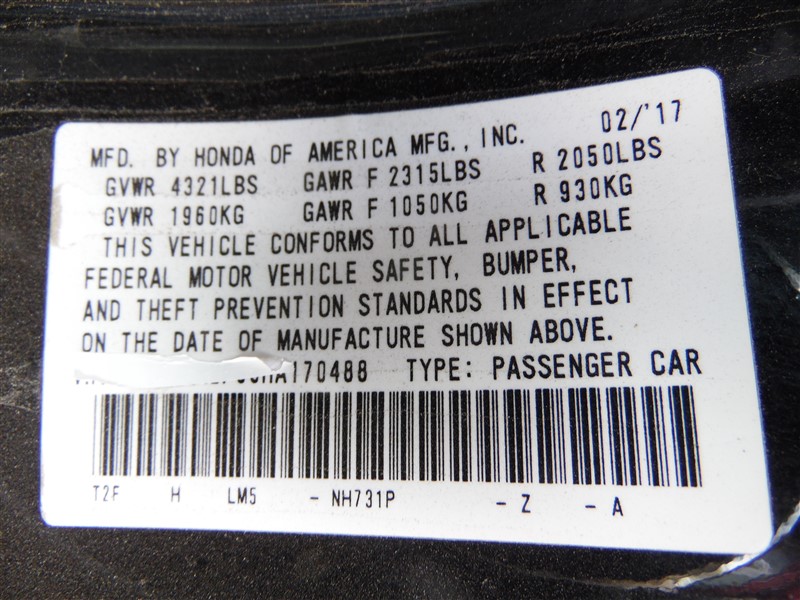 MFD. BY HONDA OF AMERICA MFG., INC. 02/'17
GVWR 4321LBS GAWR F 2315LBS R 2050LBS
GVWR 1960KG GAWR F 1050KG R 930KG
THIS VEHICLE CONFORMS TO ALL APPLICABLE
FEDERAL MOTOR VEHICLE SAFETY, BUMPER,
AND THEFT PREVENTION STANDARDS IN EFFECT
ON THE DATE OF MANUFACTURE SHOWN ABOVE.
A170488 TYPE: PASSENGER CAR
T2F H LM5 - NH731P - Z - A